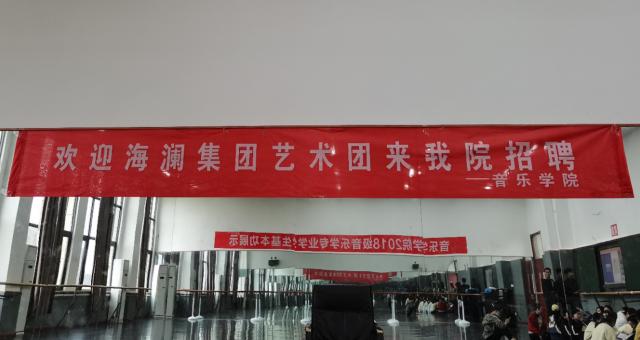 欢迎海澜集团艺术团来我院招聘
——音乐学院
音乐学院2018级音乐学专业学生基本功展示